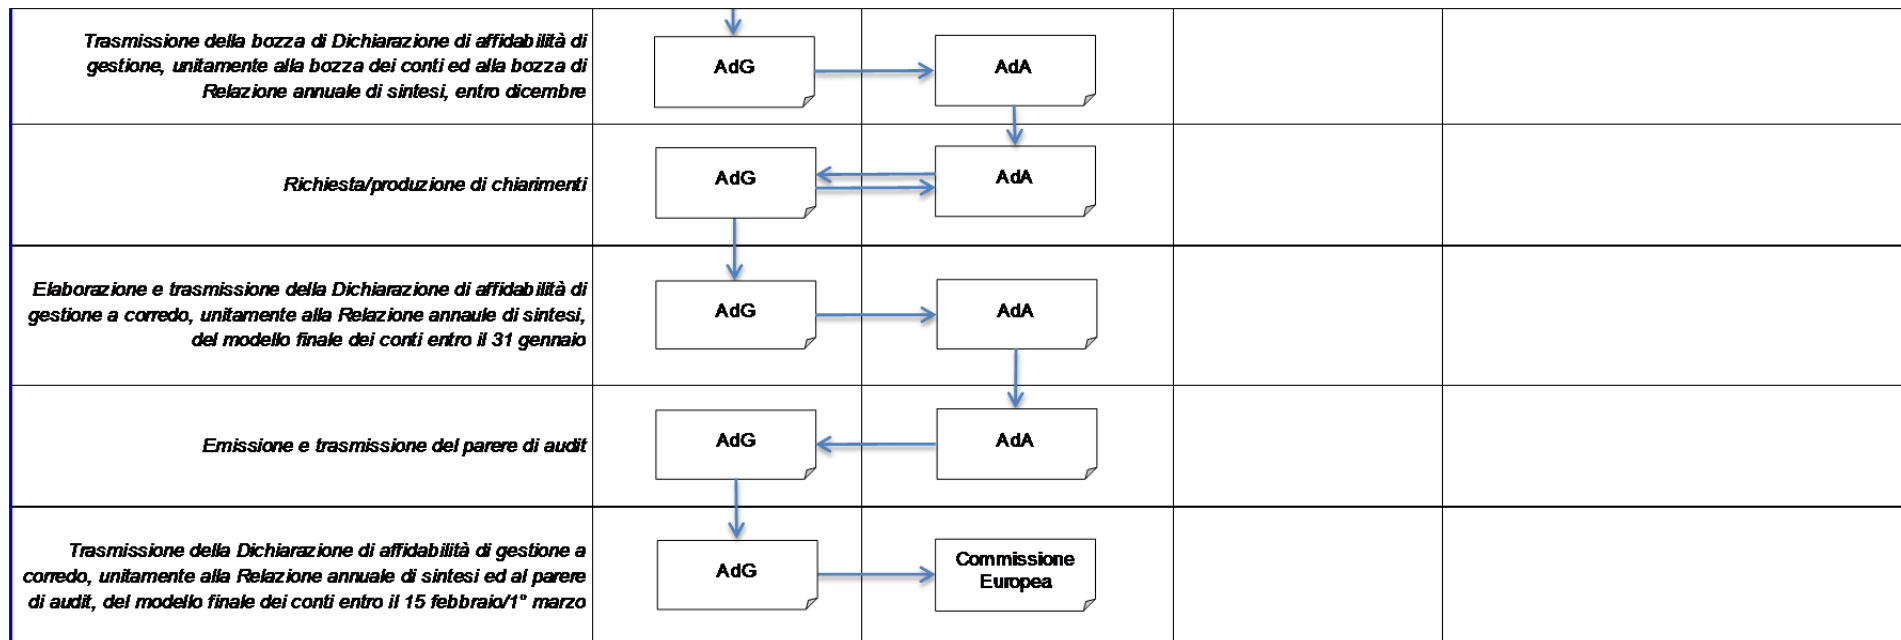 Trasmissione della bozza di Dichiarazione di affidabilità di
gestione, unitamente alla bozza dei conti ed alla bozza di
Relazione annuale di sintesi, entro dicembre
AdG
AdA
Richiesta/produzione di chiarimenti
AdG
AdA
Elaborazione e trasmissione della Dichiarazione di affidabilità di
gestione a corredo, unitamente alla Relazione annaule di sintesi,
del modello finale dei conti entro il 31 gennaio
AdG
AdA
Emissione e trasmissione del parere di audit
AdG
AdA
Trasmissione della Dichiarazione di affidabilità di gestione a
corredo, unitamente alla Relazione annuale di sintesi ed al parere
di audit, del modello finale dei conti entro il 15 febbraio/1° marzo
AdG
Commissione
Europea